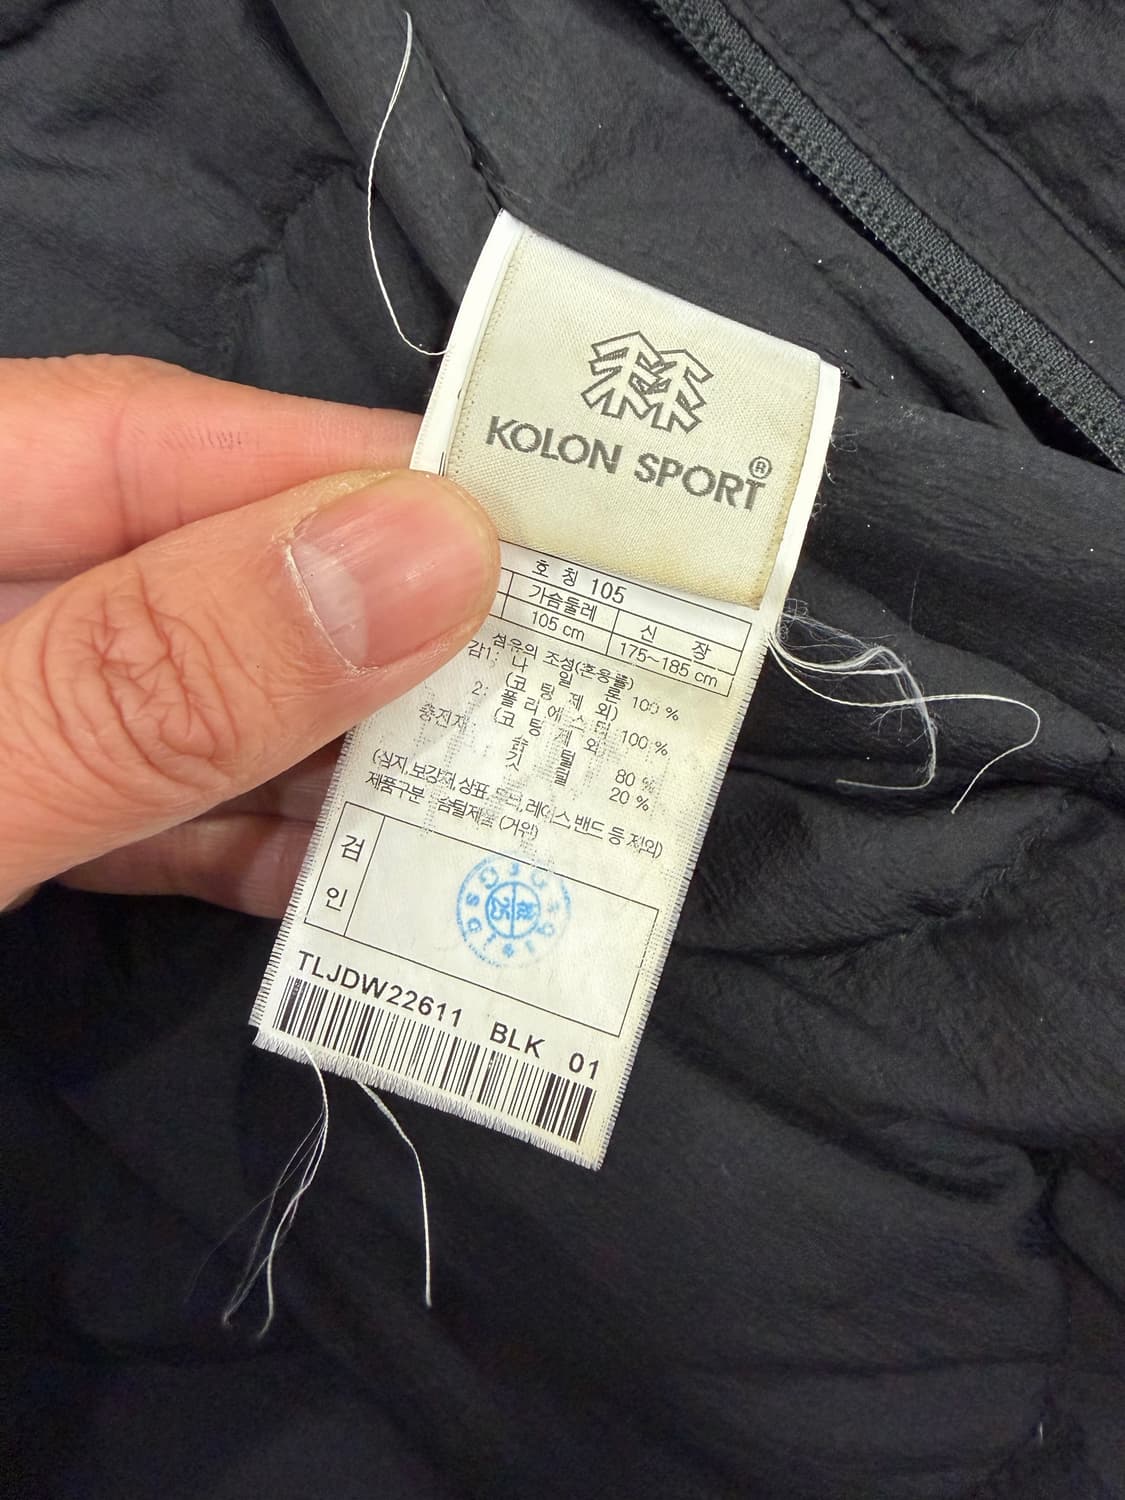 KOLON SPORT®
호 칭 105
가슴둘레 신 장
105 cm 175~185 cm
섬유의 조성(혼용률)
감1: 나 일 론 100 %
(코 팅 제 외)
2: 폴 리 에 스 터 100 %
(코 팅 제 외)
충전재 솜 털 80 %
깃 털 20 %
(심지,보강재,상표,무늬,레이스,밴드 등 제외)
제품구분 솜털제품 (거위)
검
인
TLJDW22611 BLK 01